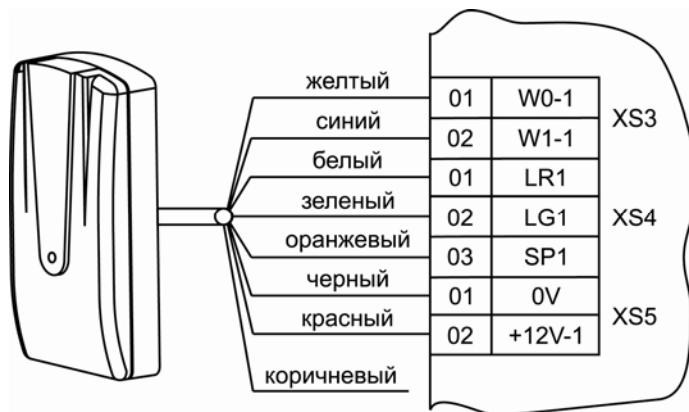 желтый 01 W0-1 XS3
синий 02 W1-1
белый 01 LR1
зеленый 02 LG1 XS4
оранжевый 03 SP1
черный 01 0V XS5
красный 02 +12V-1
коричневый